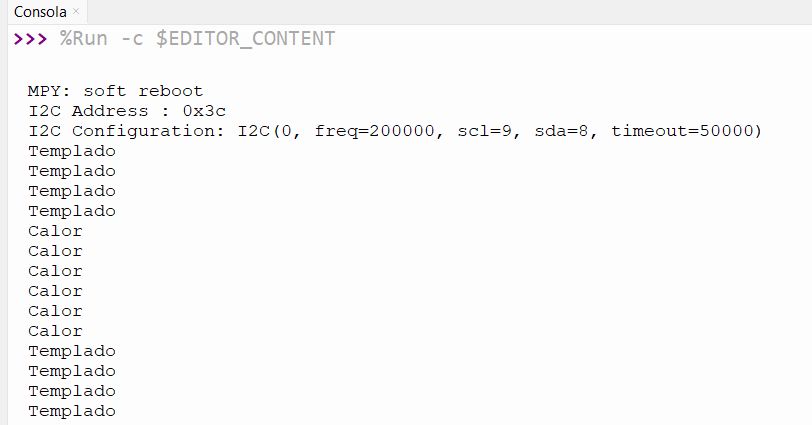 Consola ×
>>> %Run -c $EDITOR_CONTENT
MPY: soft reboot
I2C Address : 0x3c
I2C Configuration: I2C(0, freq=200000, scl=9, sda=8, timeout=50000)
Templado
Templado
Templado
Templado
Calor
Calor
Calor
Calor
Calor
Calor
Templado
Templado
Templado
Templado